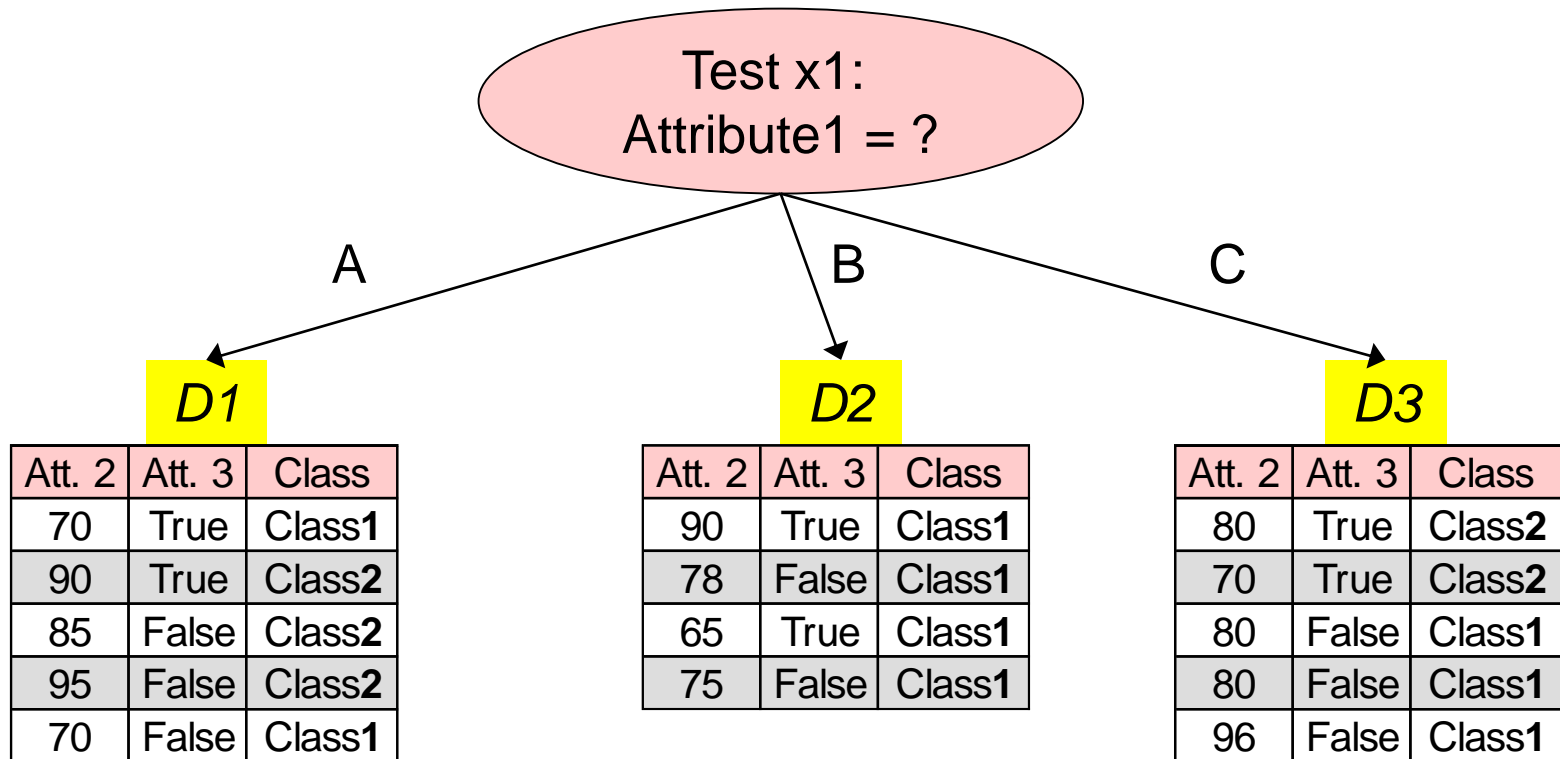 Test x1:
Attribute1 = ?
A
B
C
D1
Att. 2 Att. 3 Class
70 True Class1
90 True Class2
85 False Class2
95 False Class2
70 False Class1
D2
Att. 2 Att. 3 Class
90 True Class1
78 False Class1
65 True Class1
75 False Class1
D3
Att. 2 Att. 3 Class
80 True Class2
70 True Class2
80 False Class1
80 False Class1
96 False Class1